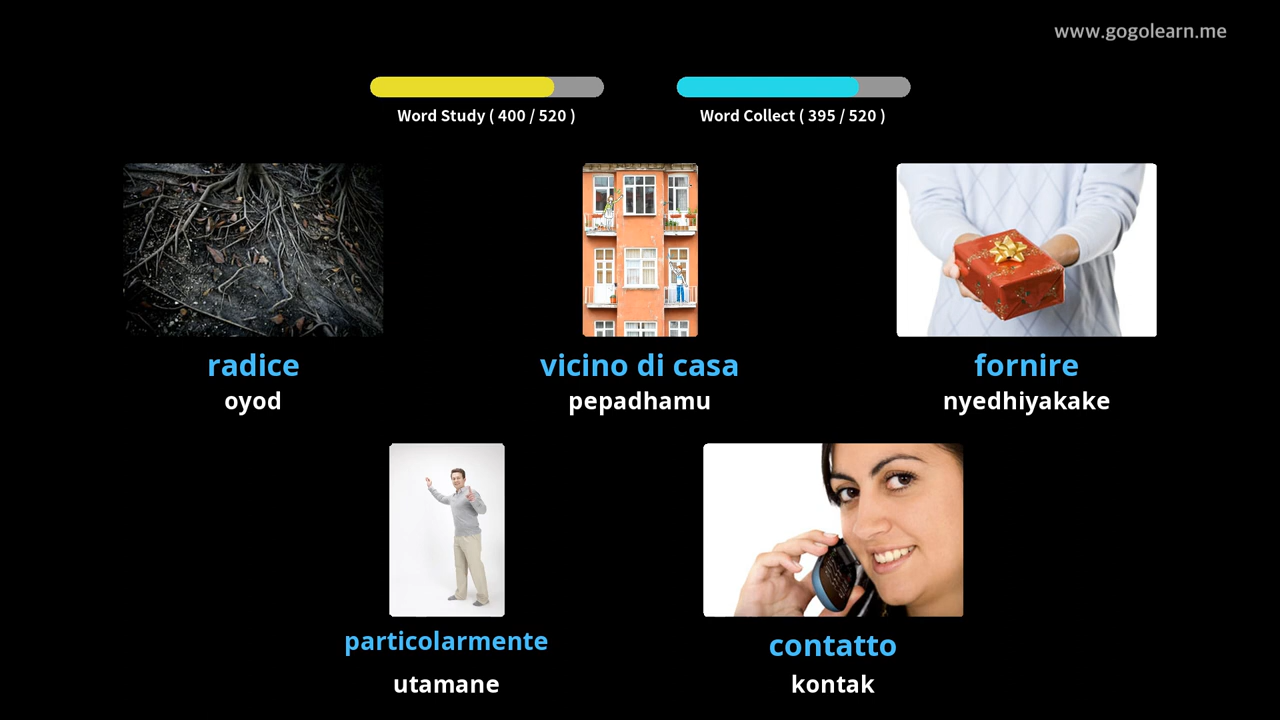 www.gogolearn.me
Word Study ( 400 / 520 )
Word Collect ( 395 / 520 )
radice
oyod
vicino di casa
pepadhamu
fornire
nyedhiyakake
particolarmente
utamane
contatto
kontak